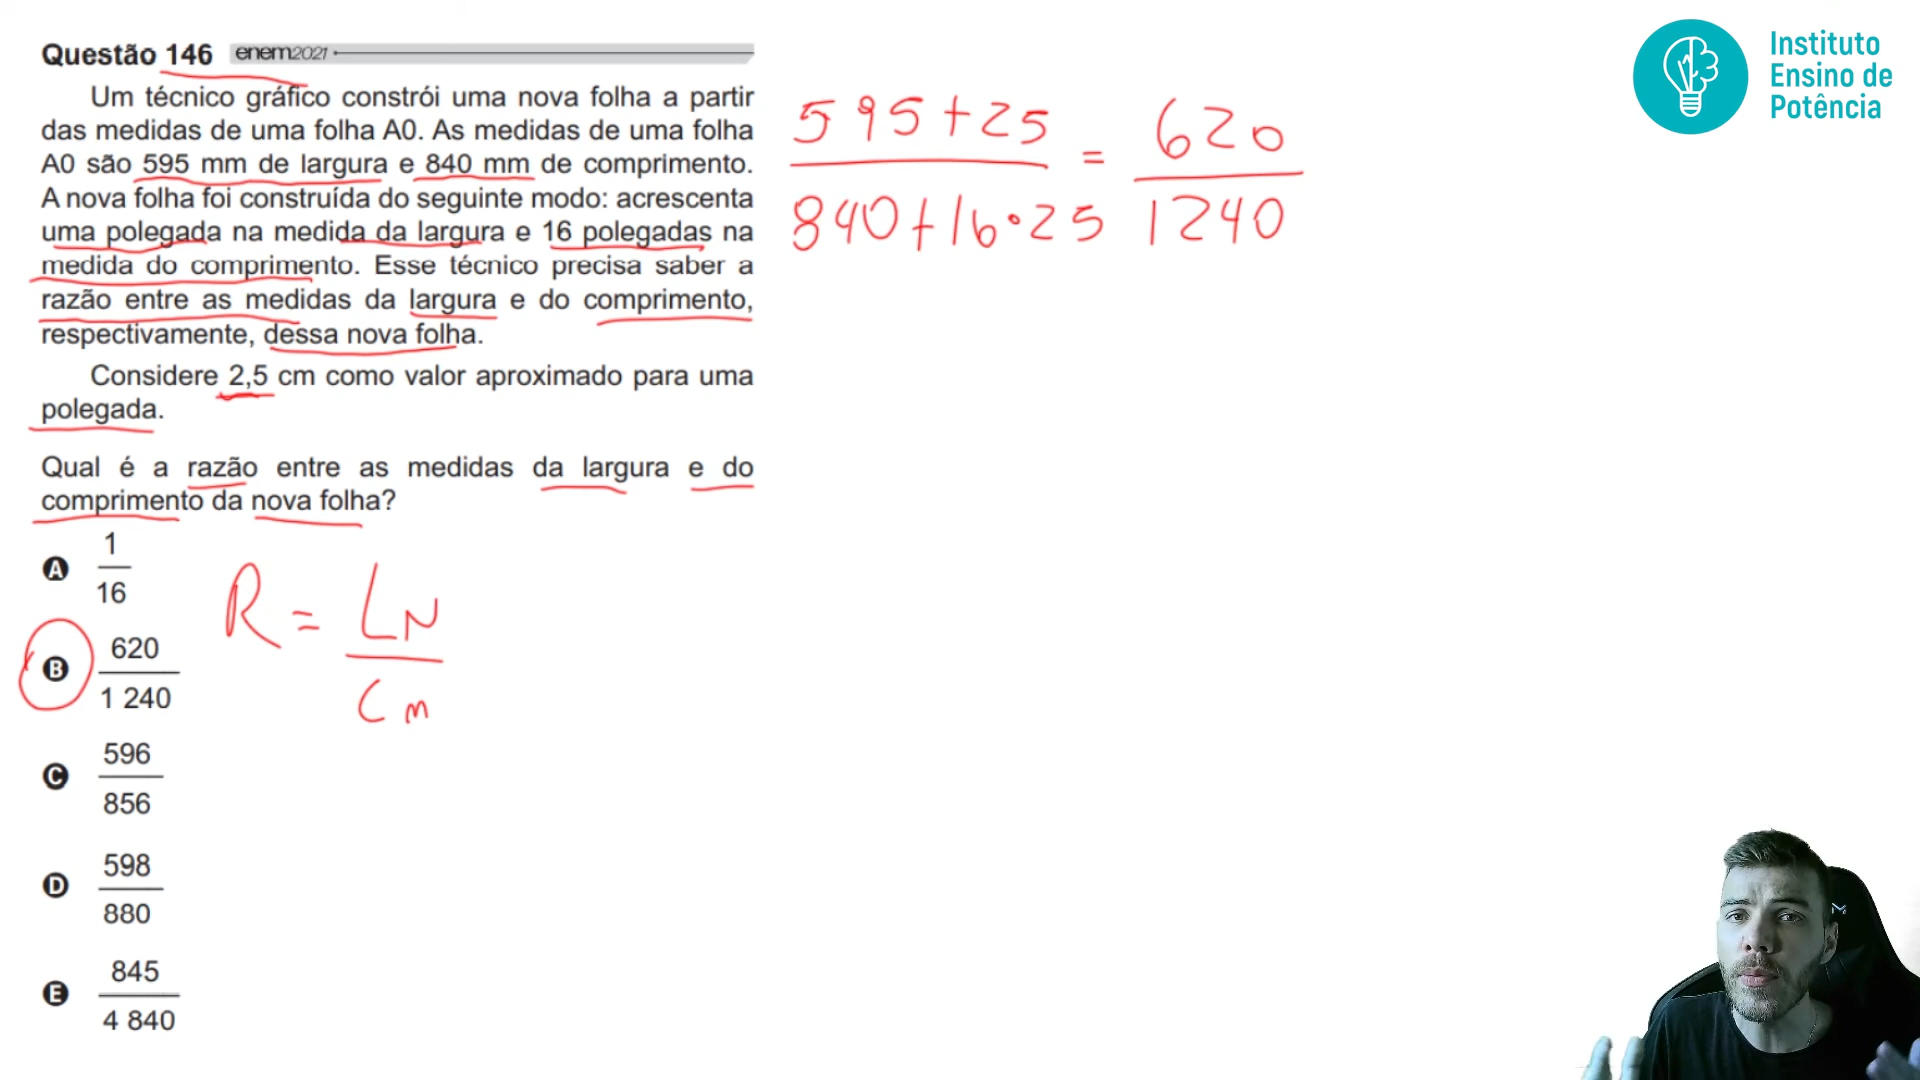 Questão 146 enem2021
Um técnico gráfico constrói uma nova folha a partir
das medidas de uma folha A0. As medidas de uma folha
A0 são 595 mm de largura e 840 mm de comprimento.
A nova folha foi construída do seguinte modo: acrescenta
uma polegada na medida da largura e 16 polegadas na
medida do comprimento. Esse técnico precisa saber a
razão entre as medidas da largura e do comprimento,
respectivamente, dessa nova folha.
Considere 2,5 cm como valor aproximado para uma
polegada.
Qual é a razão entre as medidas da largura e do
comprimento da nova folha?
A 1
16
B 620
1 240
C 596
856
D 598
880
E 845
4 840
R = LN
Cm
595+25 = 620
840+16•25 1240
Instituto
Ensino de
Potência